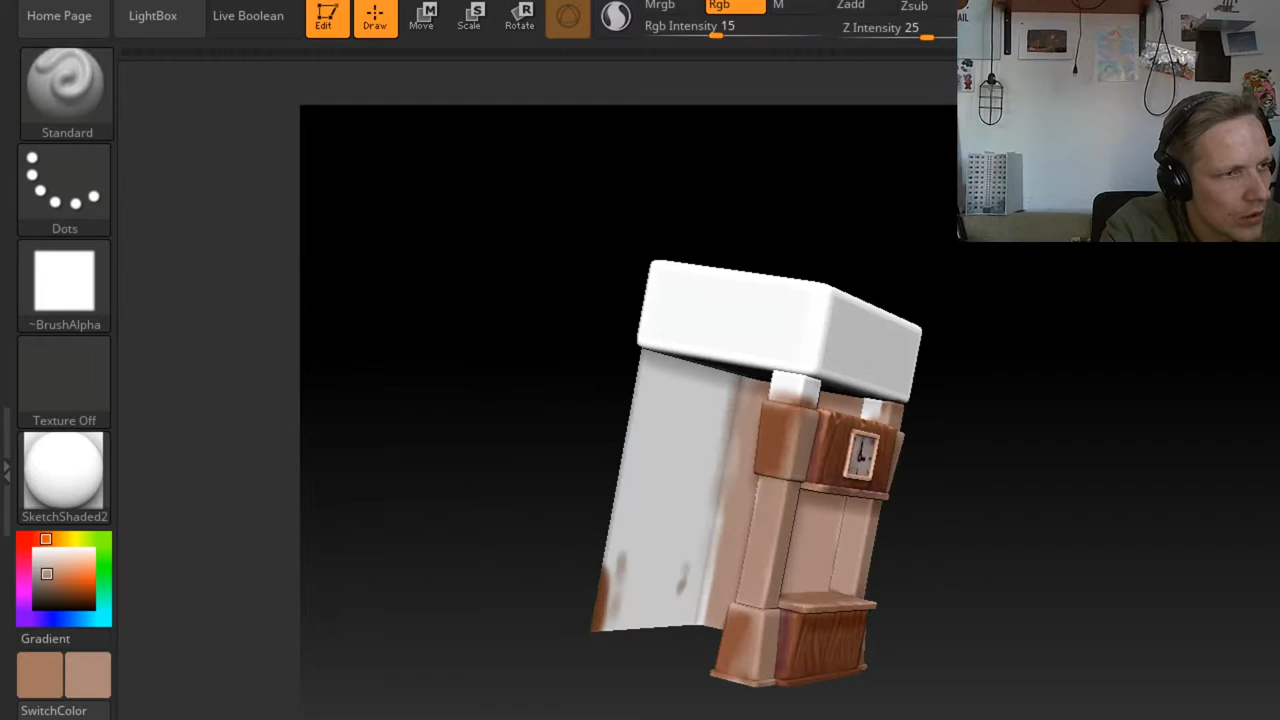 Home Page
LightBox
Live Boolean
Edit
Draw
Move
Scale
Rotate
Mrgb
Rgb
M
Zadd
Zsub
Rgb Intensity 15
Z Intensity 25
AIL
Standard
Dots
~BrushAlpha
Texture Off
SketchShaded2
Gradient
SwitchColor